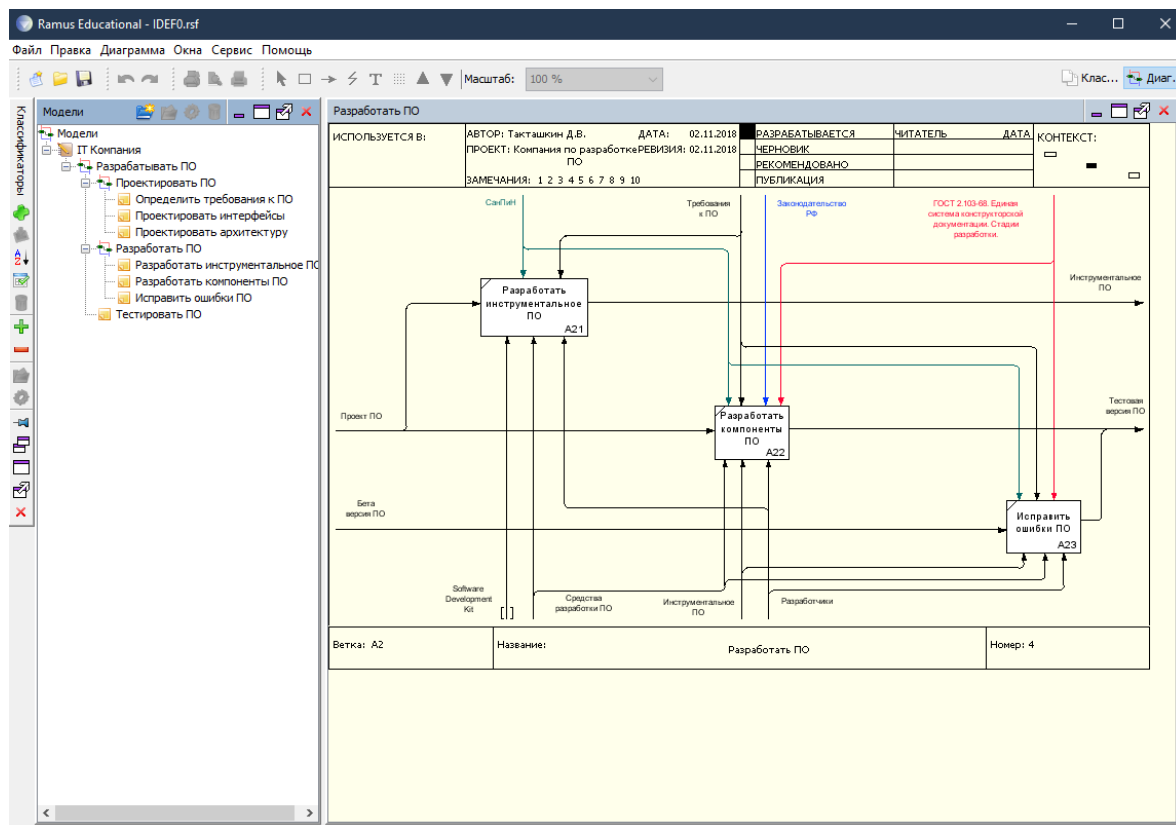 Ramus Educational - IDEF0.rsf
Файл Правка Диаграмма Окна Сервис Помощь
Масштаб: 100 %
Клас...
Диаг.
Классификаторы
Модели
Модели
IT Компания
Разрабатывать ПО
Проектировать ПО
Определить требования к ПО
Проектировать интерфейсы
Проектировать архитектуру
Разработать ПО
Разработать инструментальное ПО
Разработать компоненты ПО
Исправить ошибки ПО
Тестировать ПО
Разработать ПО
ИСПОЛЬЗУЕТСЯ В:
АВТОР: Такташкин Д.В. ДАТА: 02.11.2018
ПРОЕКТ: Компания по разработке ПО РЕВИЗИЯ: 02.11.2018
ЗАМЕЧАНИЯ: 1 2 3 4 5 6 7 8 9 10
РАЗРАБАТЫВАЕТСЯ
ЧЕРНОВИК
РЕКОМЕНДОВАНО
ПУБЛИКАЦИЯ
ЧИТАТЕЛЬ ДАТА
КОНТЕКСТ:
СанПиН
Требования
к ПО
Законодательство
РФ
ГОСТ 2.103-68. Единая
система конструкторской
документации. Стадии
разработки.
Инструментальное
ПО
Разработать
инструментальное
ПО
A21
Проект ПО
Разработать
компоненты
ПО
A22
Тестовая
версия ПО
Бета
версия ПО
Исправить
ошибки ПО
A23
Software
Development
Kit
Средства
разработки ПО
Инструментальное
ПО
Разработчики
Ветка: A2
Название:
Разработать ПО
Номер: 4